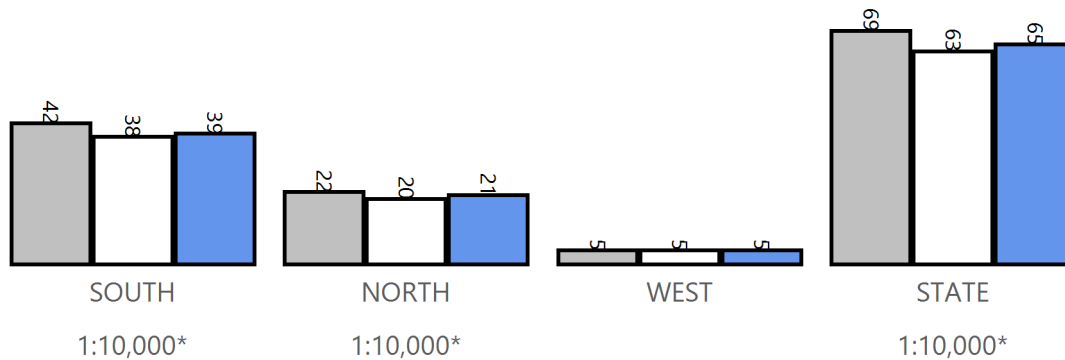 42 38 39 22 20 21 5 5 5 69 63 65
SOUTH NORTH WEST STATE
1:10,000* 1:10,000* 1:10,000*